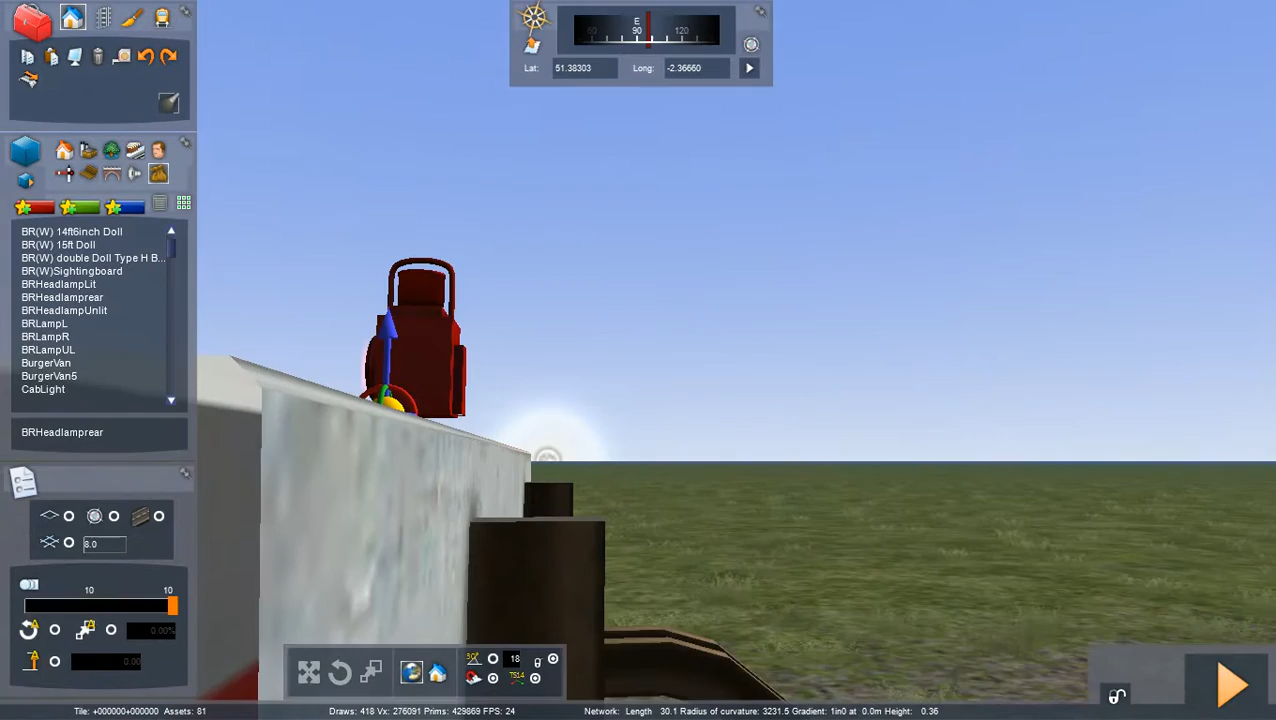 E
60 90 120
Lat: 51.38303 Long: -2.36660
BR(W) 14ft6inch Doll
BR(W) 15ft Doll
BR(W) double Doll Type H B...
BR(W)Sightingboard
BRHeadlampLit
BRHeadlamprear
BRHeadlampUnlit
BRLampL
BRLampR
BRLampUL
BurgerVan
BurgerVan5
CabLight
BRHeadlamprear
8.0
10 10
0.00%
0.00
90° 18
TS14
Tile: +000000+000000 Assets: 81 Draws: 418 Vx: 276091 Prims: 429869 FPS: 24 Network: Length 30.1 Radius of curvature: 3231.5 Gradient: 1in0 at 0.0m Height: 0.36